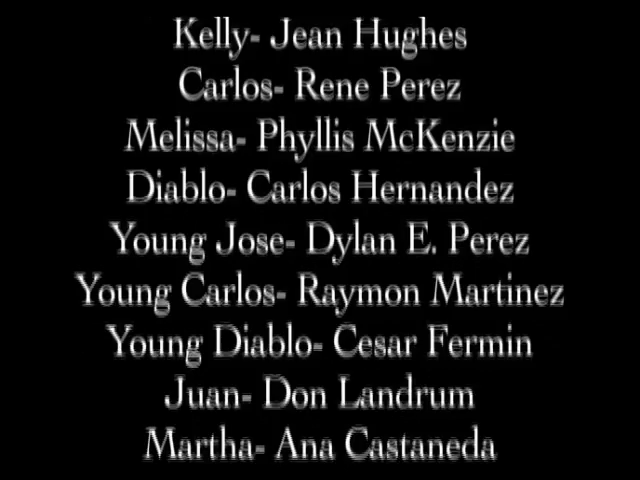 Kelly- Jean Hughes
Carlos- Rene Perez
Melissa- Phyllis McKenzie
Diablo- Carlos Hernandez
Young Jose- Dylan E. Perez
Young Carlos- Raymon Martinez
Young Diablo- Cesar Fermin
Juan- Don Landrum
Martha- Ana Castaneda